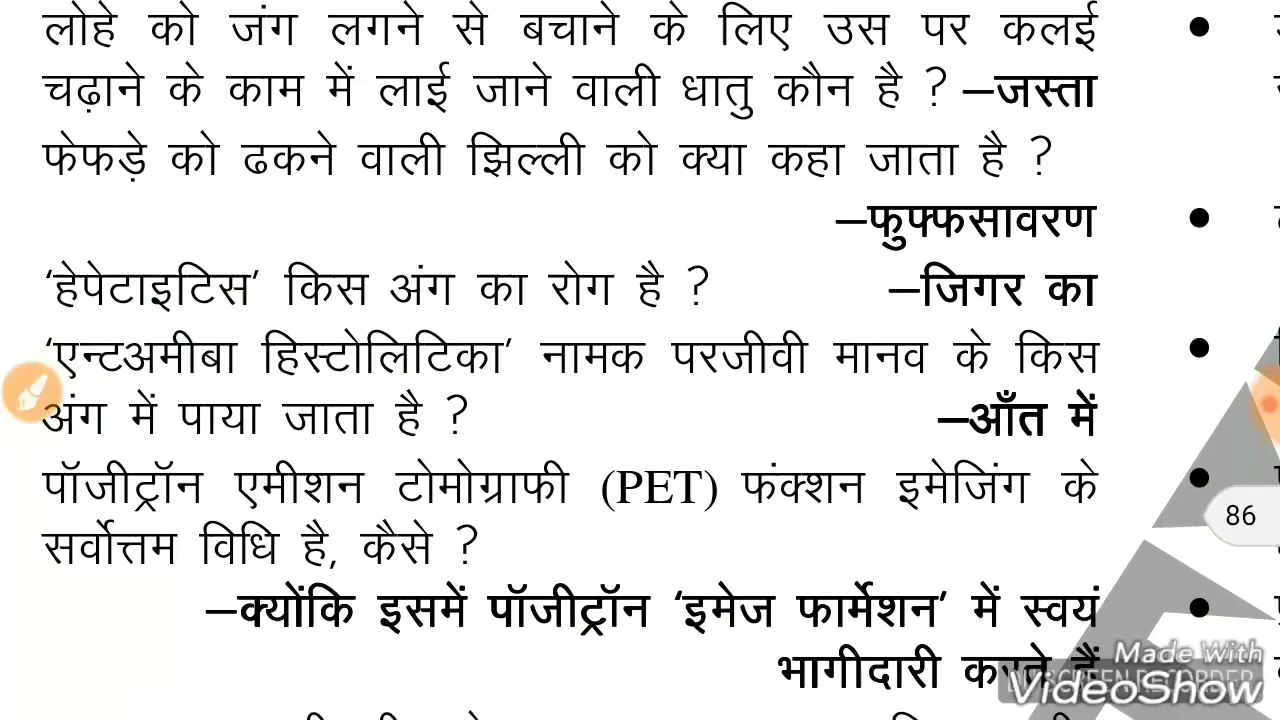 लोहे को जंग लगने से बचाने के लिए उस पर कलई
चढ़ाने के काम में लाई जाने वाली धातु कौन है ? –जस्ता
फेफड़े को ढकने वाली झिल्ली को क्या कहा जाता है ?
–फुफ्फसावरण
‘हेपेटाइटिस’ किस अंग का रोग है ? –जिगर का
‘एन्टअमीबा हिस्टोलिटिका’ नामक परजीवी मानव के किस
अंग में पाया जाता है ? –आँत में
पॉजीट्रॉन एमीशन टोमोग्राफी (PET) फंक्शन इमेजिंग के
सर्वोत्तम विधि है, कैसे ?
–क्योंकि इसमें पॉजीट्रॉन ‘इमेज फार्मेशन’ में स्वयं
भागीदारी करते हैं
86
Made With
VideoShow